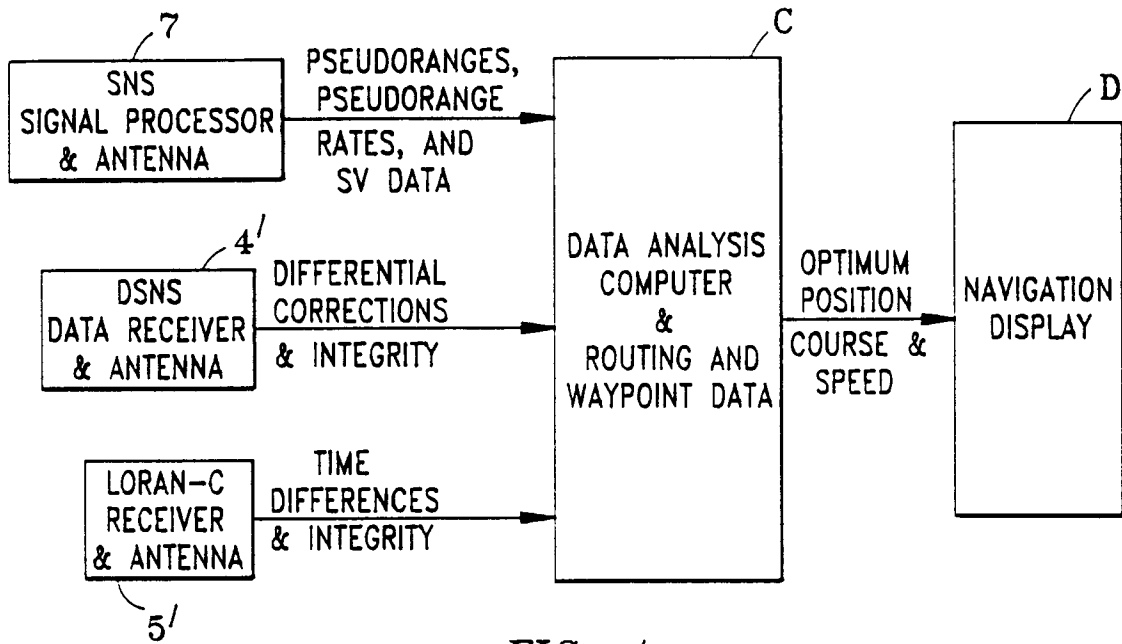 7
SNS
SIGNAL PROCESSOR
& ANTENNA
PSEUDORANGES,
PSEUDORANGE
RATES, AND
SV DATA
4'
DSNS
DATA RECEIVER
& ANTENNA
DIFFERENTIAL
CORRECTIONS
& INTEGRITY
5'
LORAN-C
RECEIVER
& ANTENNA
TIME
DIFFERENCES
& INTEGRITY
C
DATA ANALYSIS
COMPUTER
&
ROUTING AND
WAYPOINT DATA
OPTIMUM
POSITION
COURSE &
SPEED
D
NAVIGATION
DISPLAY